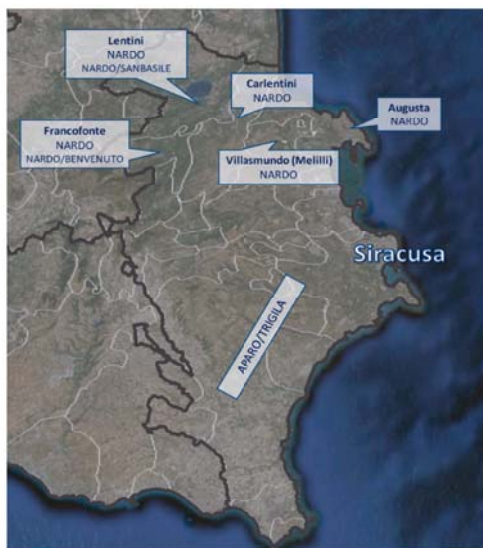 Lentini
NARDO
NARDO/SANBASILE
Carlentini
NARDO
Augusta
NARDO
Francofonte
NARDO
NARDO/BENVENUTO
Villasmundo (Melilli)
NARDO
Siracusa
APARO/TRIGILA